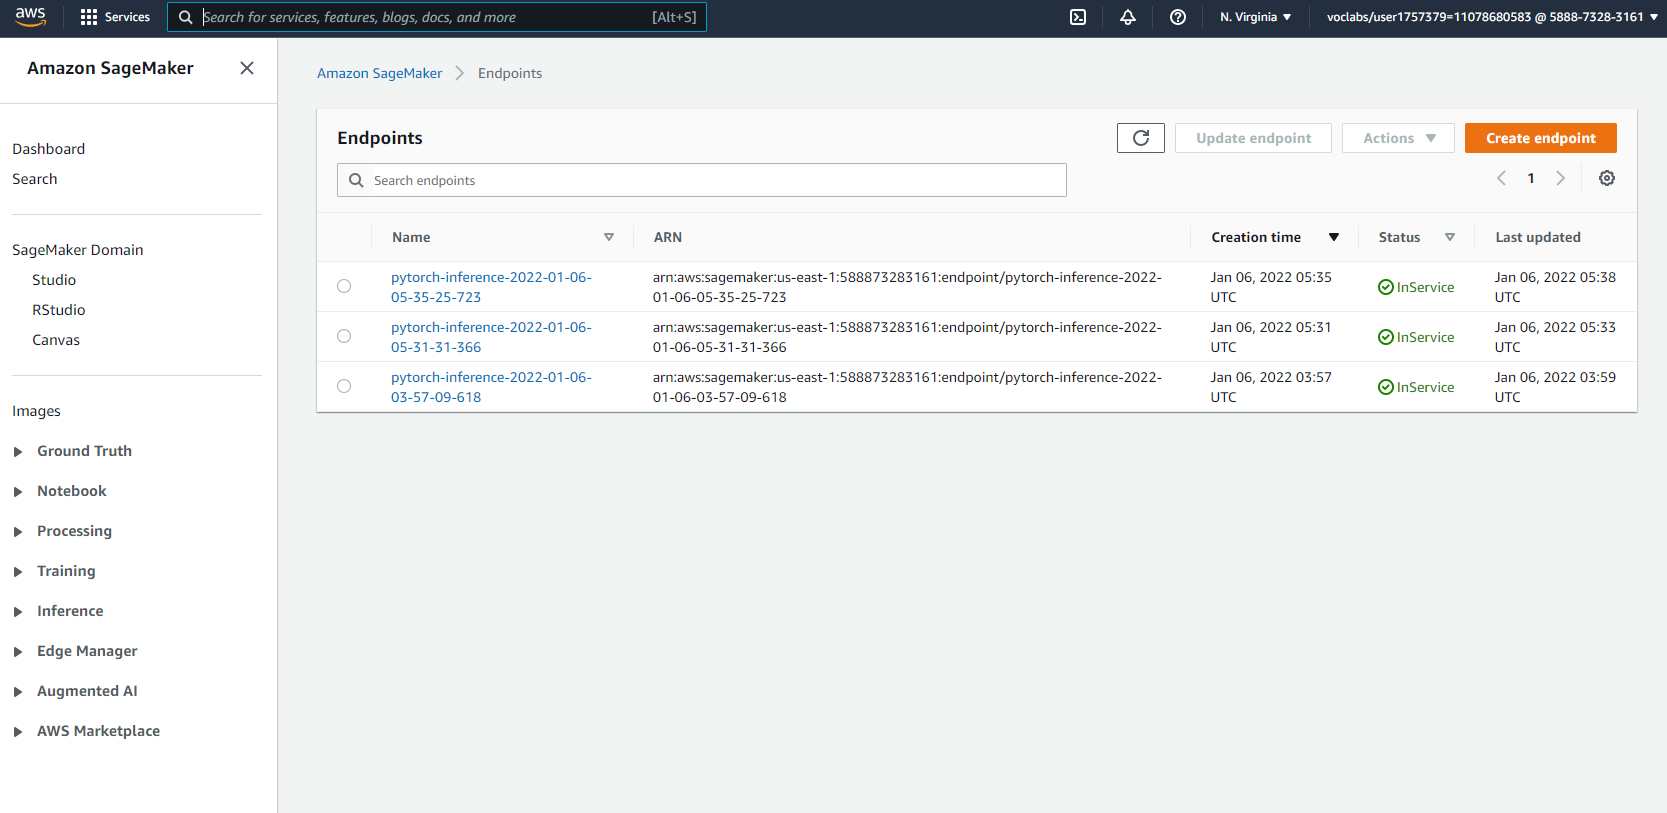 aws
Services
Search for services, features, blogs, docs, and more
[Alt+S]
N. Virginia
voclabs/user1757379=11078680583 @ 5888-7328-3161
Amazon SageMaker
Dashboard
Search
SageMaker Domain
Studio
RStudio
Canvas
Images
Ground Truth
Notebook
Processing
Training
Inference
Edge Manager
Augmented AI
AWS Marketplace
Amazon SageMaker
Endpoints
Endpoints
Update endpoint
Actions
Create endpoint
Search endpoints
1
Name
ARN
Creation time
Status
Last updated
pytorch-inference-2022-01-06-
05-35-25-723
arn:aws:sagemaker:us-east-1:588873283161:endpoint/pytorch-inference-2022-
01-06-05-35-25-723
Jan 06, 2022 05:35
UTC
InService
Jan 06, 2022 05:38
UTC
pytorch-inference-2022-01-06-
05-31-31-366
arn:aws:sagemaker:us-east-1:588873283161:endpoint/pytorch-inference-2022-
01-06-05-31-31-366
Jan 06, 2022 05:31
UTC
InService
Jan 06, 2022 05:33
UTC
pytorch-inference-2022-01-06-
03-57-09-618
arn:aws:sagemaker:us-east-1:588873283161:endpoint/pytorch-inference-2022-
01-06-03-57-09-618
Jan 06, 2022 03:57
UTC
InService
Jan 06, 2022 03:59
UTC